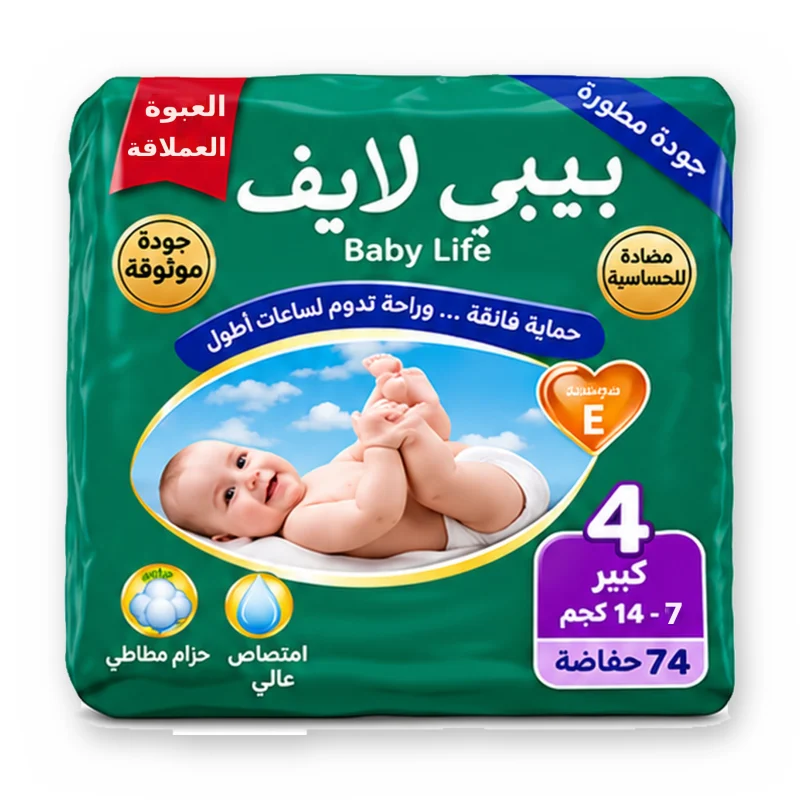 العبوة
العملاقة
جودة مطورة
بيبي لايف
Baby Life
جودة
موثوقة
مضادة
للحساسية
حماية فائقة ... وراحة تدوم لساعات أطول
E
4
كبير
7 - 14 كجم
74 حفاضة
حزام مطاطي
امتصاص
عالي